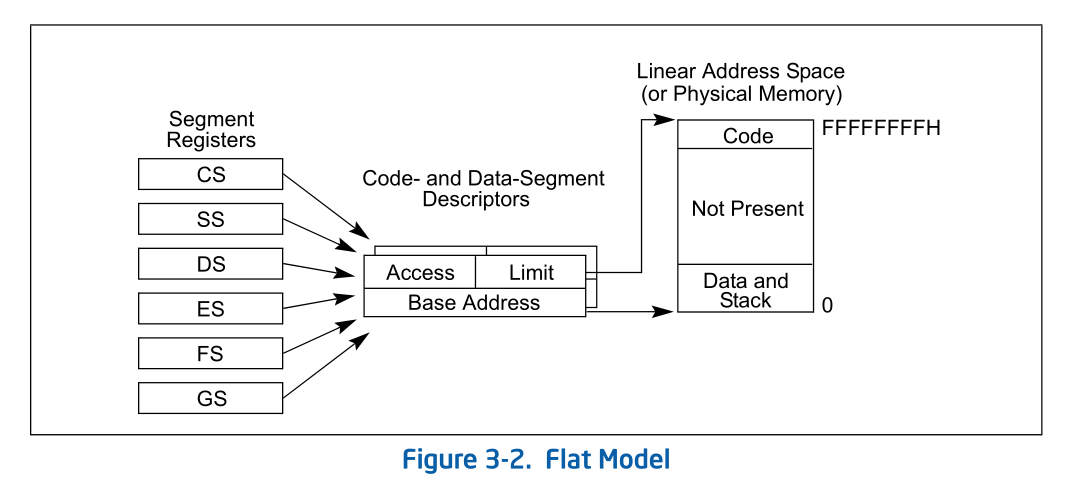 Linear Address Space
(or Physical Memory)
Segment
Registers
CS
SS
DS
ES
FS
GS
Code- and Data-Segment
Descriptors
Access
Limit
Base Address
Code
FFFFFFFFH
Not Present
Data and
Stack
0
Figure 3-2. Flat Model